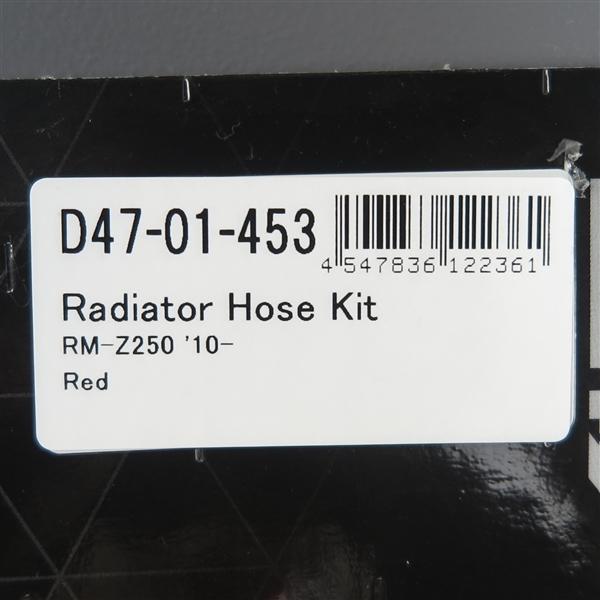 D47-01-453
4 547836 122361
Radiator Hose Kit
RM-Z250 '10-
Red